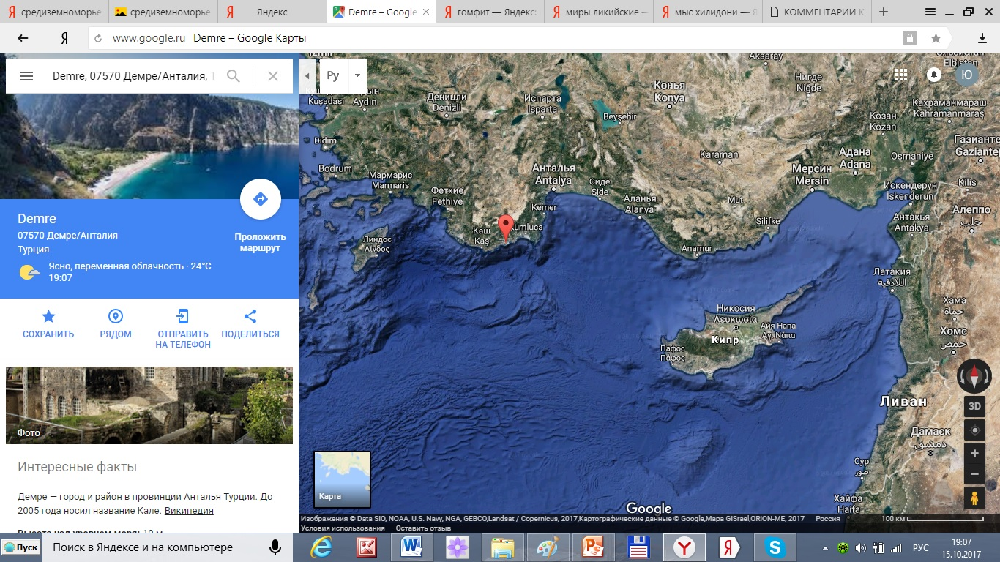 средиземноморье
средиземноморье
Яндекс
Demre – Google
гомфит — Яндекс:
миры ликийские –
мыс хилидони — Я
КОММЕНТАРИИ К
www.google.ru Demre – Google Карты
Demre, 07570 Демре/Анталия, Т
Ру
Demre
07570 Демре/Анталия
Турция
Проложить
маршрут
Ясно, переменная облачность · 24°C
19:07
СОХРАНИТЬ
РЯДОМ
ОТПРАВИТЬ
НА ТЕЛЕФОН
ПОДЕЛИТЬСЯ
Фото
Интересные факты
Демре — город и район в провинции Анталья Турции. До
2005 года носил название Кале. Википедия
Aksaray
Elbistan
Нигде
Niğde
Конья
Konya
Кахраманмараш
Kahramanmaraş
Kuşadası
Aydın
Денизли
Denizli
Испарта
Isparta
Beyşehir
Козан
Kozan
Didim
Karaman
Адана
Adana
Osmaniye
Газианте
Gaziantep
Bodrum
Мармарис
Marmaris
Анталья
Antalya
Мерсин
Mersin
Сиде
Side
Искендерун
İskenderun
Kilis
Фетхие
Fethiye
Kemer
Аланья
Alanya
Mut
Silifke
Антакья
Antakya
Алеппо
حلب
Каш
Kaş
Kumluca
Линдос
Λίνδος
Anamur
Латакия
اللاذقية
Никосия
Λευκωσία
Айя Напа
Αγ. Νάπα
Хама
حماة
Кипр
Пафос
Πάφος
Хомс
حمص
Ливан
3D
Дамаск
دمشق
Сур
صور
Хайфа
Haifa
Карта
Google
Изображения © Data SIO, NOAA, U.S. Navy, NGA, GEBCO,Landsat / Copernicus, 2017,Картографические данные © Google,Mapa GISrael,ORION-ME, 2017 Россия 100 км
Условия использования Оставить отзыв
Пуск
Поиск в Яндексе и на компьютере
РУС
19:07
15.10.2017